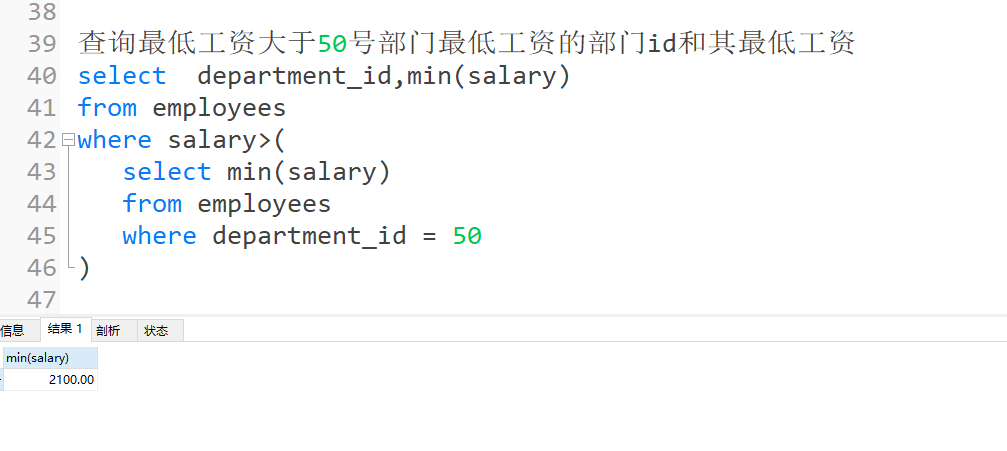 38
39 查询最低工资大于50号部门最低工资的部门id和其最低工资
40 select  department_id,min(salary)
41 from employees
42 where salary>(
43    select min(salary)
44    from employees
45    where department_id = 50
46 )
47
信息 结果 1 剖析 状态
min(salary)
2100.00